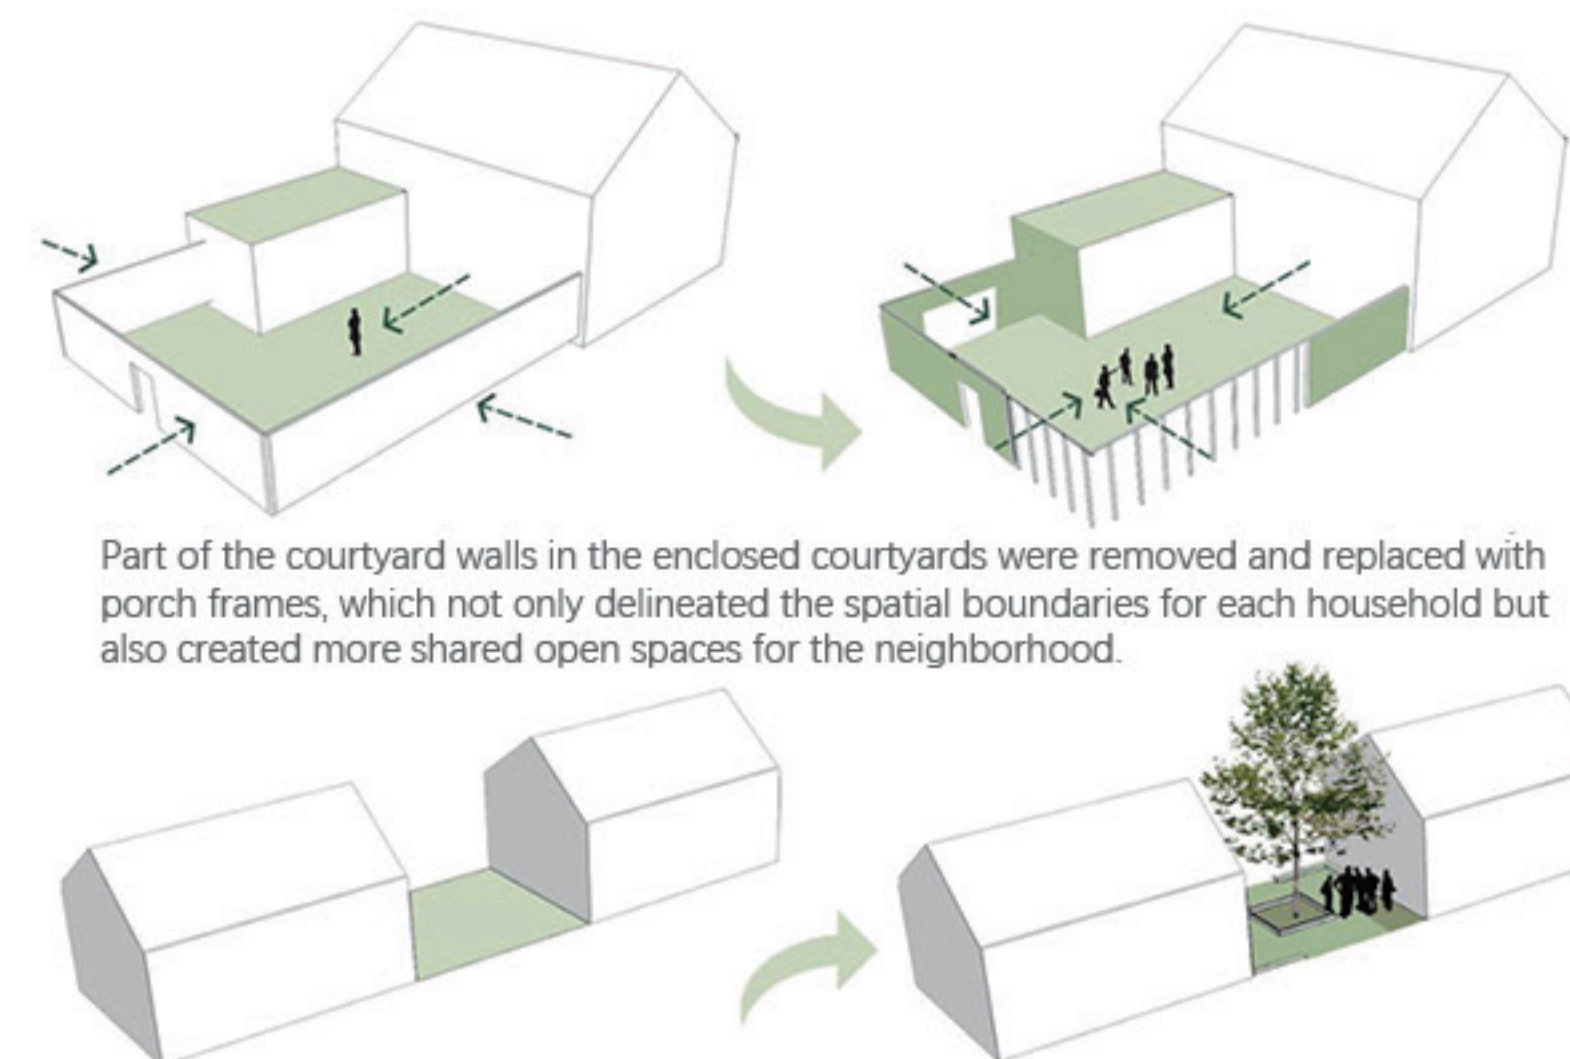 Part of the courtyard walls in the enclosed courtyards were removed and replaced with
porch frames, which not only delineated the spatial boundaries for each household but
also created more shared open spaces for the neighborhood.